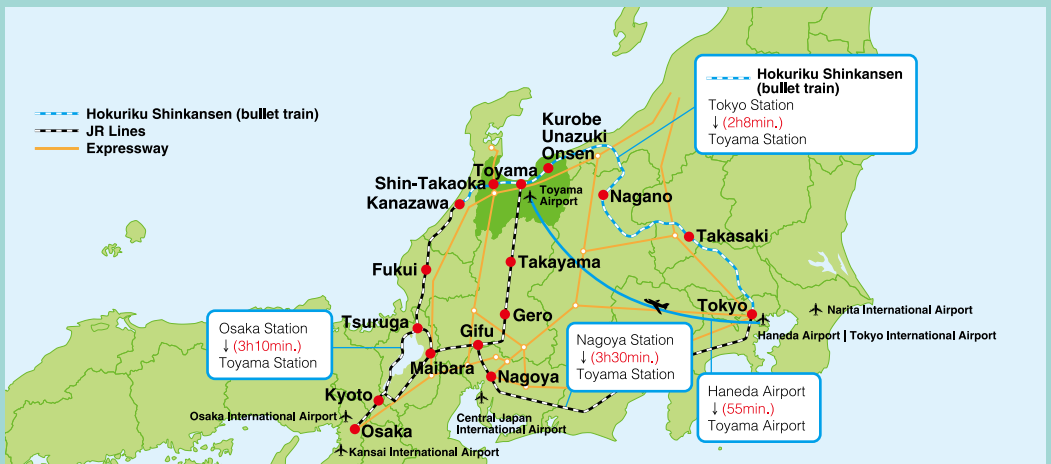 Hokuriku Shinkansen (bullet train)
JR Lines
Expressway
Hokuriku Shinkansen
(bullet train)
Tokyo Station
↓ (2h8min.)
Toyama Station
Kurobe
Unazuki
Onsen
Toyama
Shin-Takaoka
Kanazawa
Toyama
Airport
Nagano
Takasaki
Fukui
Takayama
Tokyo
Narita International Airport
Haneda Airport | Tokyo International Airport
Tsuruga
Gifu
Gero
Osaka Station
↓ (3h10min.)
Toyama Station
Maibara
Nagoya
Nagoya Station
↓ (3h30min.)
Toyama Station
Haneda Airport
↓ (55min.)
Toyama Airport
Kyoto
Osaka International Airport
Central Japan
International Airport
Osaka
Kansai International Airport